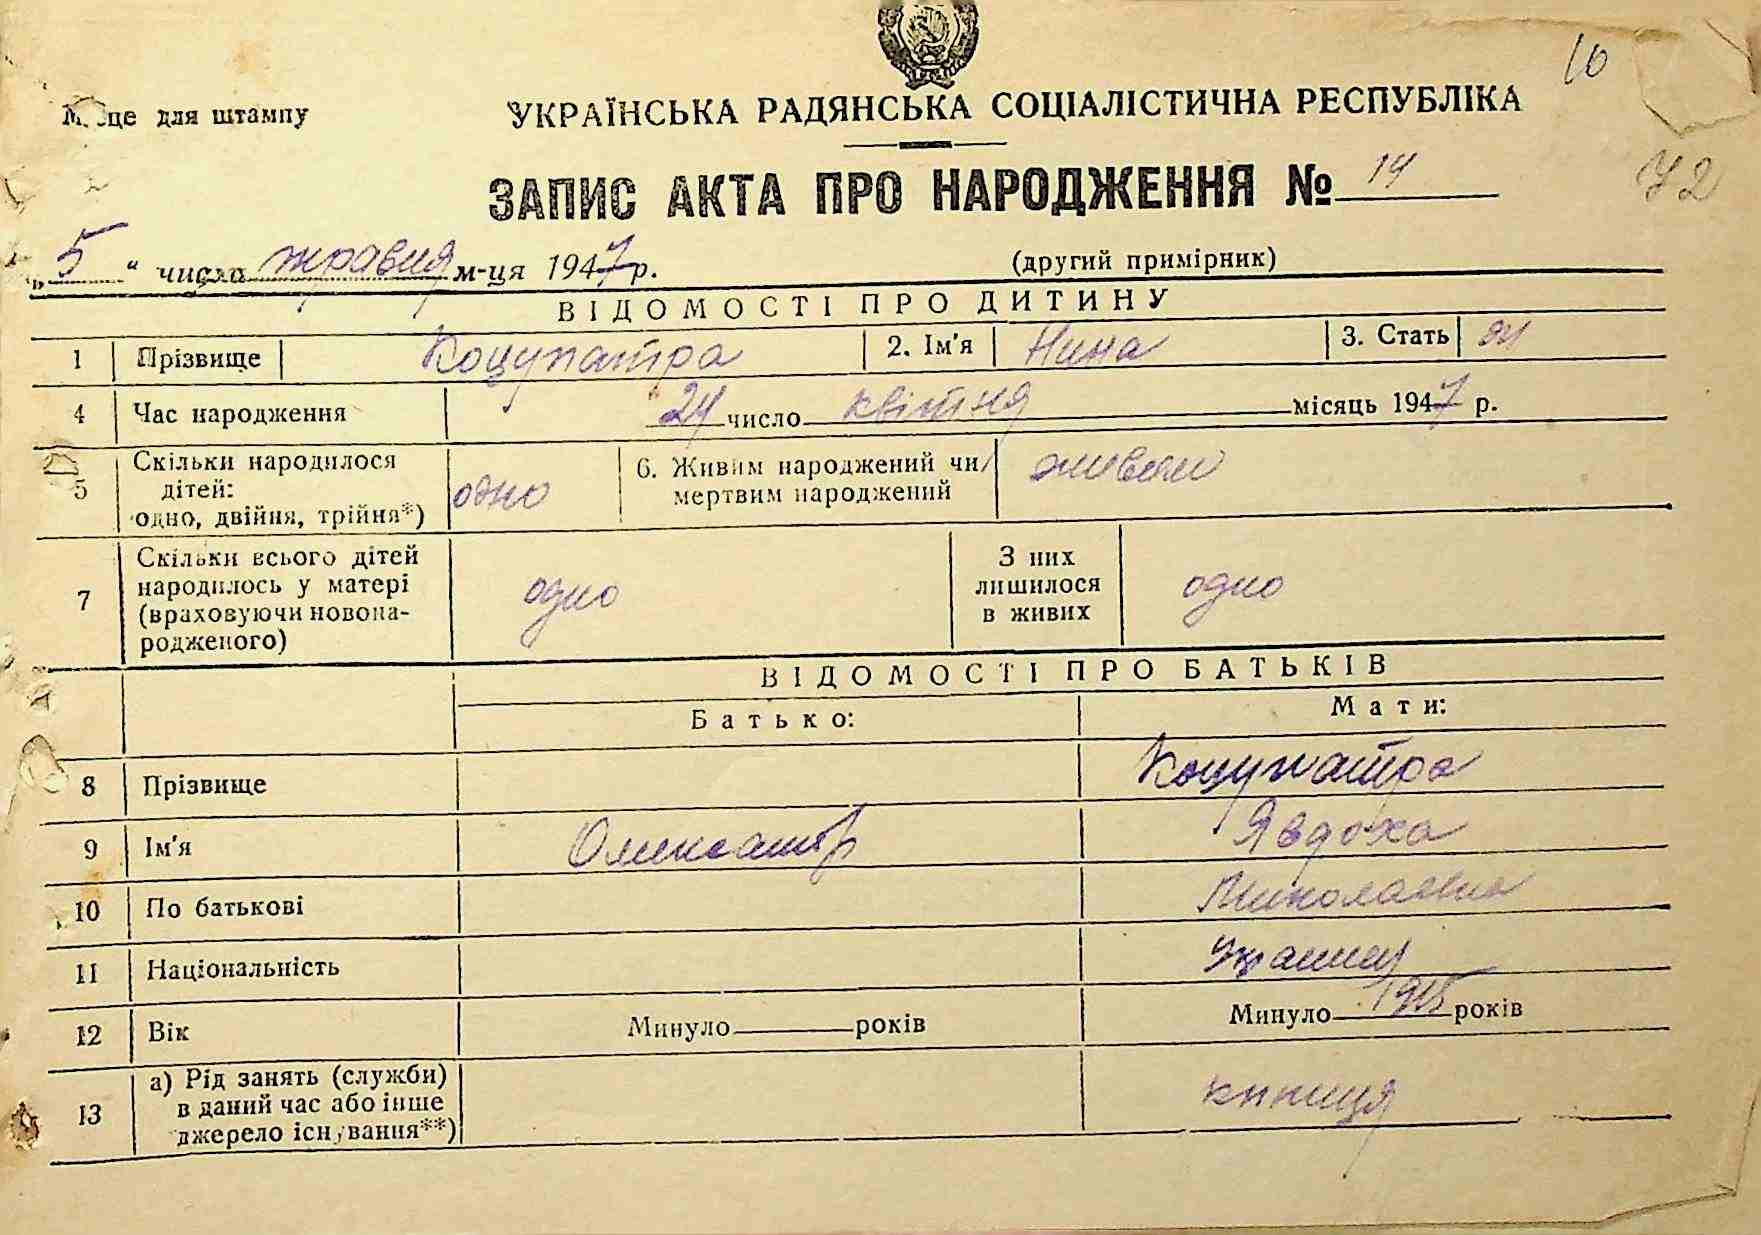 10
Місце для штампу
УКРАЇНСЬКА РАДЯНСЬКА СОЦІАЛІСТИЧНА РЕСПУБЛІКА
ЗАПИС АКТА ПРО НАРОДЖЕННЯ № 14
72
„5“ числа травня м-ця 1947 р. (другий примірник)
ВІДОМОСТІ ПРО ДИТИНУ
1 Прізвище Коцупатра 2. Ім'я Нина 3. Стать
4 Час народження 24 число квітня місяць 1947 р.
5 Скільки народилося дітей: одно, двійня, трійня*) одно 6. Живим народжений чи мертвим народжений живою
7 Скільки всього дітей народилось у матері (враховуючи новонародженого) одно З них лишилося в живих одно
ВІДОМОСТІ ПРО БАТЬКІВ
Батько: Мати:
8 Прізвище Коцупатра
9 Ім'я Олександр Явдоха
10 По батькові Миколаевна
11 Національність
12 Вік Минуло років Минуло 1915 років
13 а) Рід занять (служби) в даний час або інше джерело існування**)